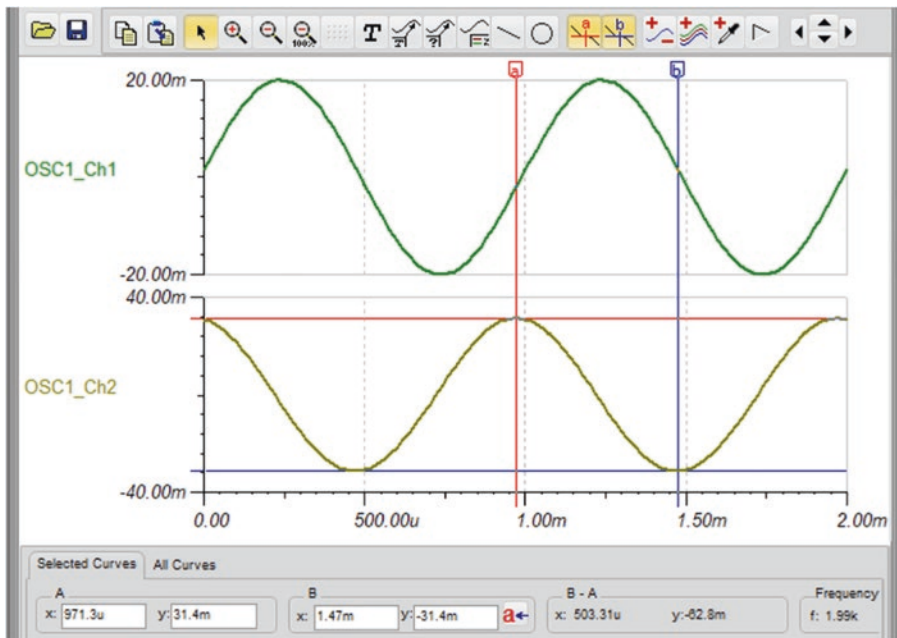 T
100%
a b
a b
20.00m
OSC1_Ch1
-20.00m
40.00m
OSC1_Ch2
-40.00m
0.00 500.00u 1.00m 1.50m 2.00m
Selected Curves All Curves
A B B - A Frequency
x: 971.3u y: 31.4m x: 1.47m y: -31.4m a x: 503.31u y:-62.8m f: 1.99k